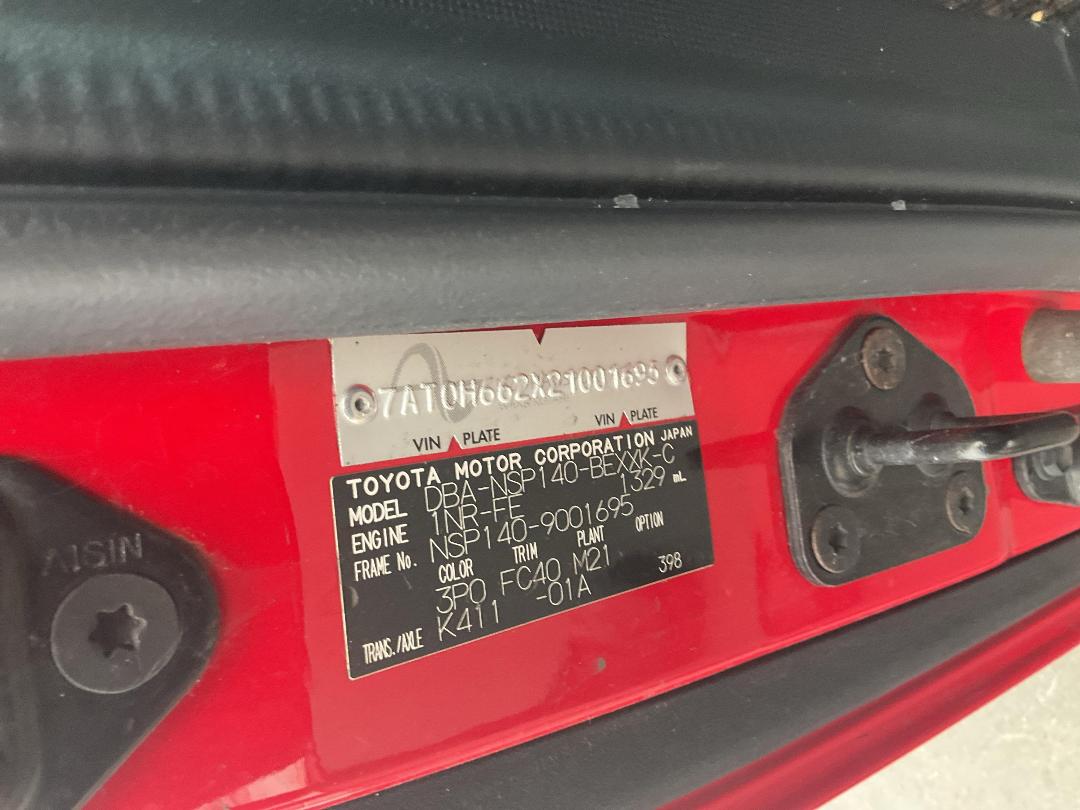 7AT0H662X21001695
VIN PLATE VIN PLATE
TOYOTA MOTOR CORPORATION JAPAN
MODEL DBA-NSP140-BEXXK-C
ENGINE 1NR-FE 1329 mL
FRAME No. NSP140-9001695
COLOR TRIM PLANT OPTION
3P0 FC40 M21 398
TRANS./AXLE K411 -01A
AISIN